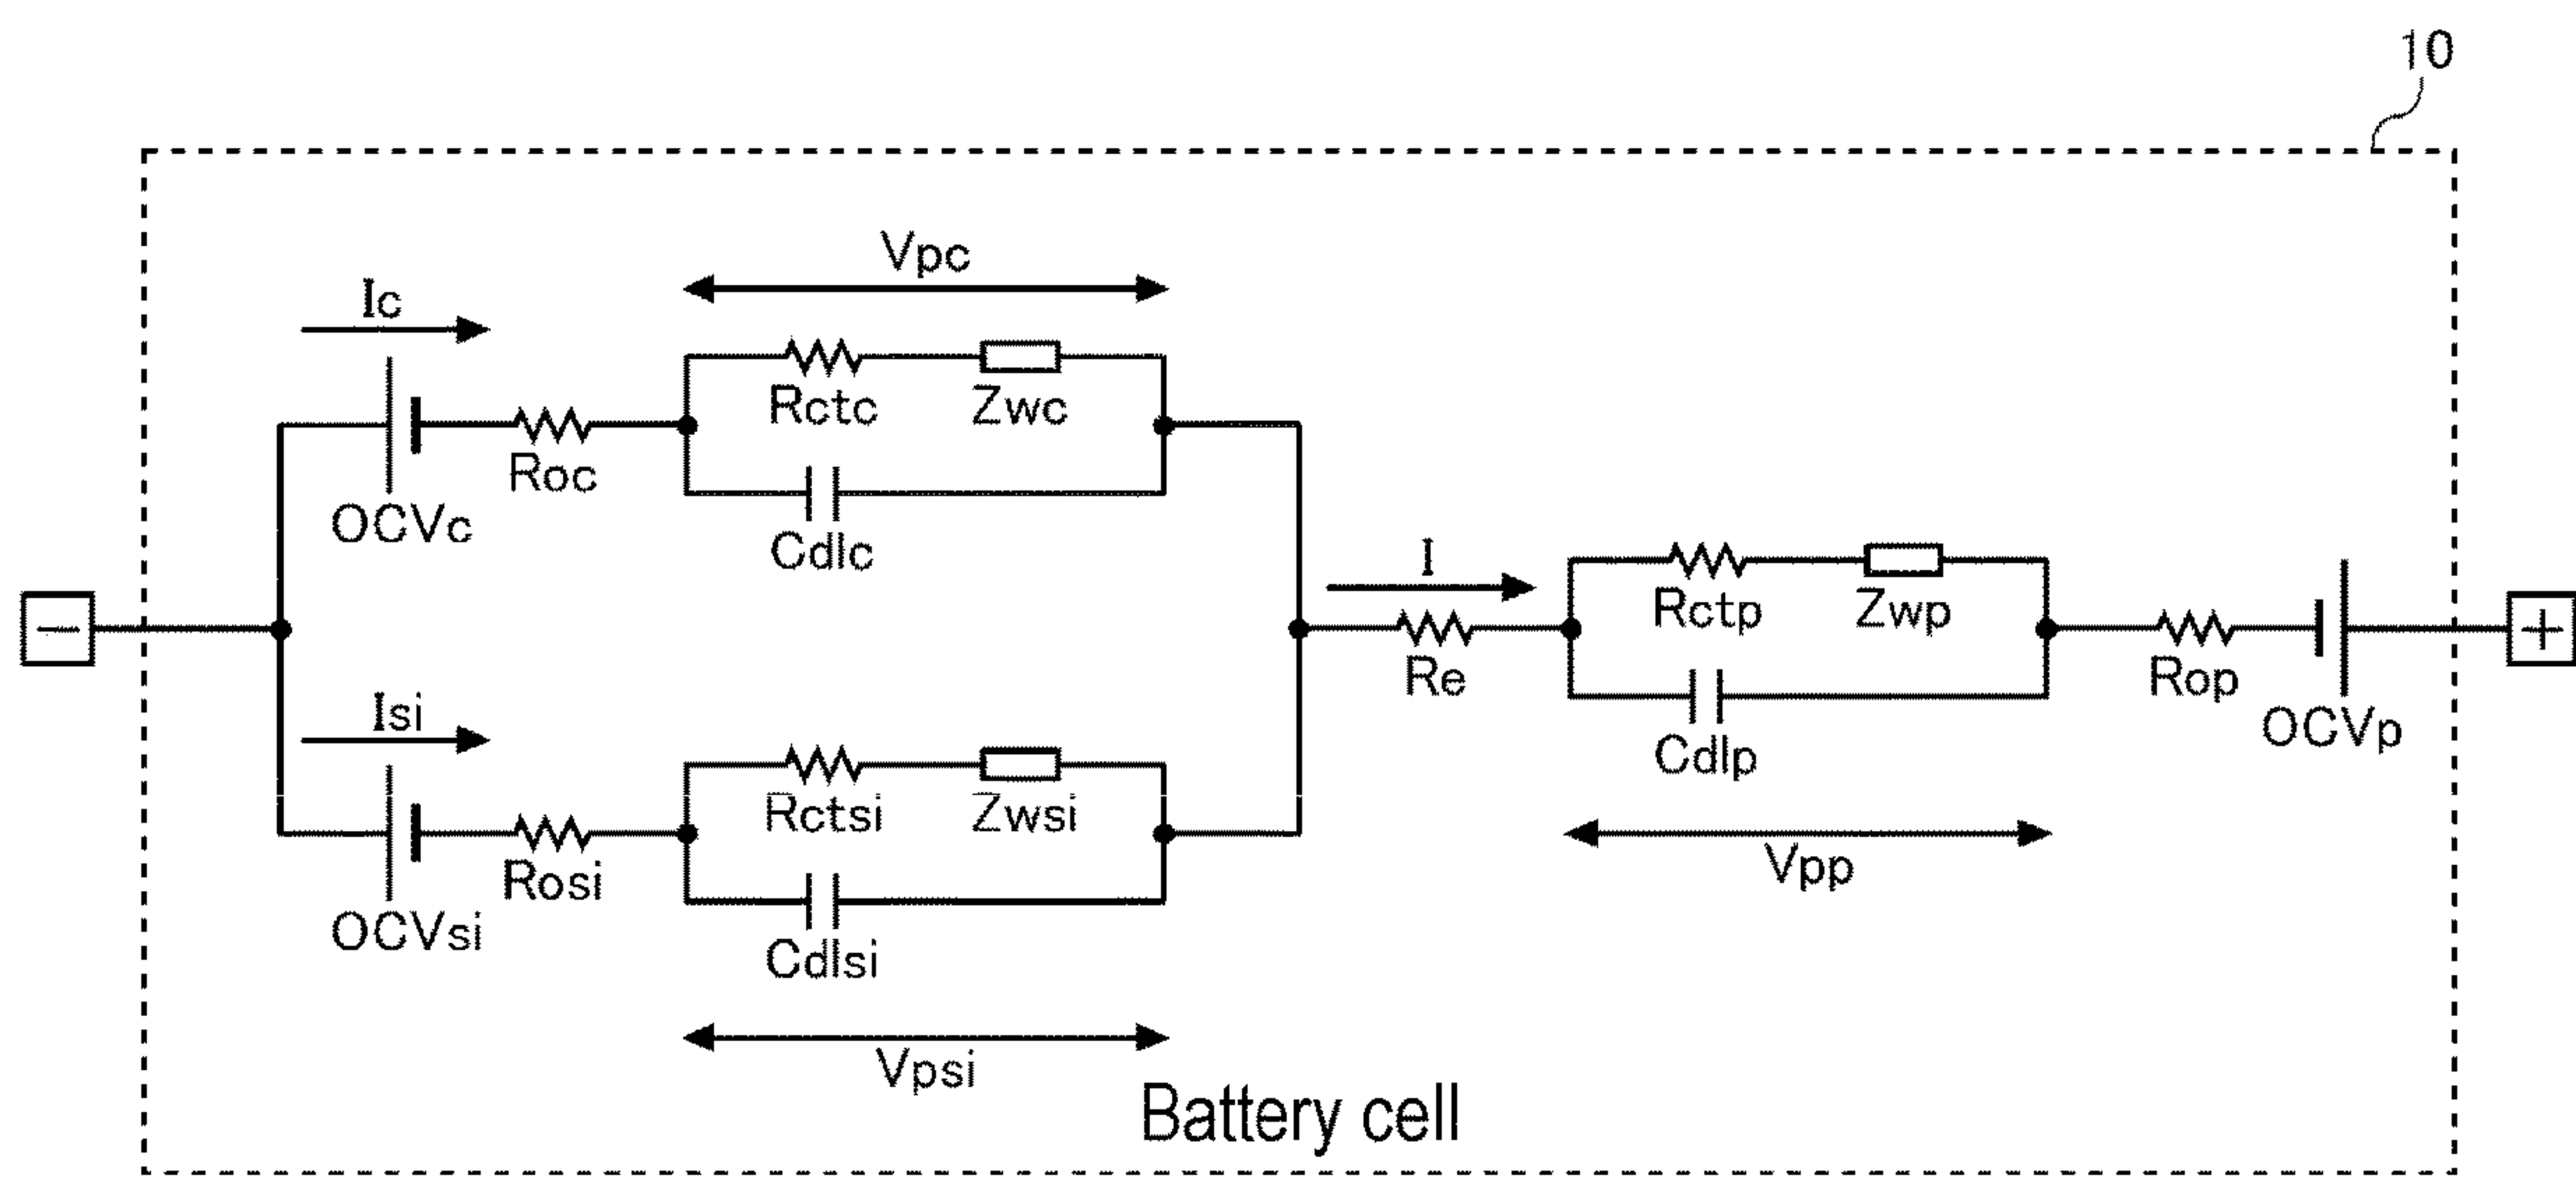 10
Vpc
Ic
Rctc Zwc
Roc
OCVc
Cdlc
I
Rctp Zwp
− +
Re
Rop
Isi
OCVp
Cdlp
Rctsi Zwsi
Vpp
Rosi
OCVsi
Cdlsi
Vpsi
Battery cell